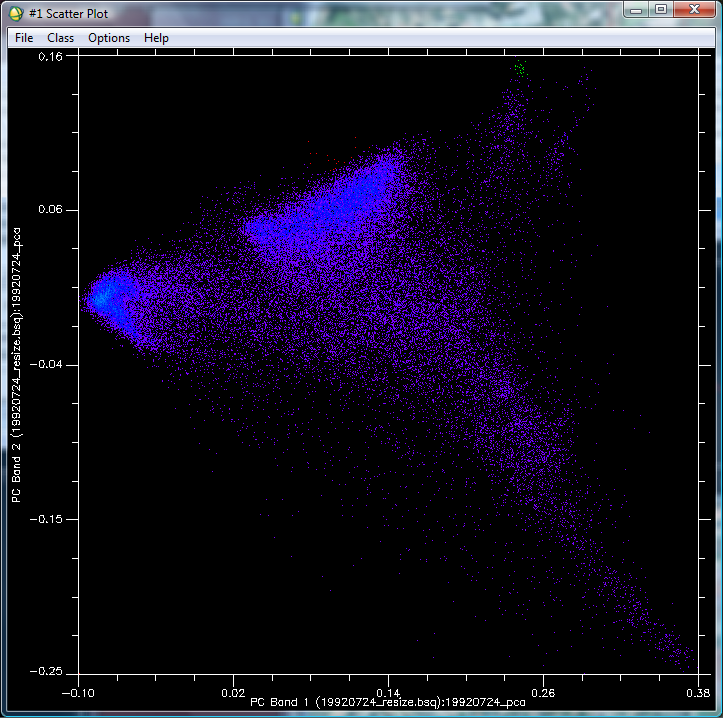 #1 Scatter Plot
File Class Options Help
0.16
0.06
-0.04
-0.15
-0.25
PC Band 2 (19920724_resize.bsq):19920724_pca
-0.10 0.02 0.14 0.26 0.38
PC Band 1 (19920724_resize.bsq):19920724_pca